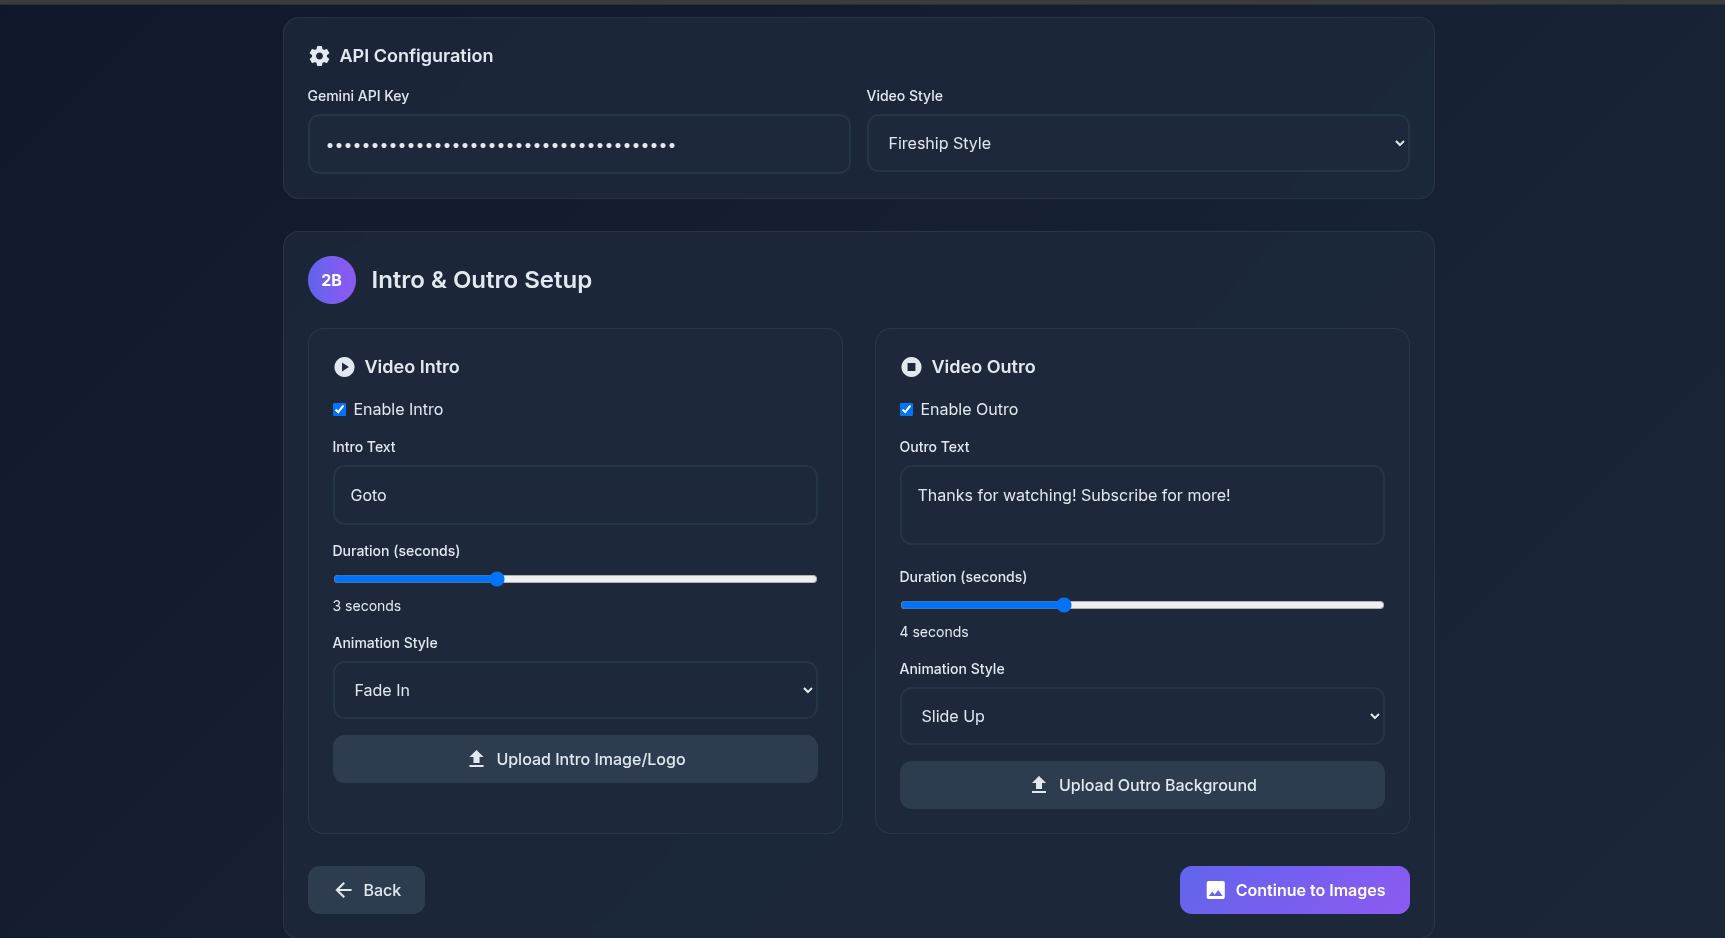 API Configuration
Gemini API Key
Video Style
••••••••••••••••••••••••••••••••••••••••
Fireship Style
2B
Intro & Outro Setup
Video Intro
Enable Intro
Intro Text
Goto
Duration (seconds)
3 seconds
Animation Style
Fade In
Upload Intro Image/Logo
Video Outro
Enable Outro
Outro Text
Thanks for watching! Subscribe for more!
Duration (seconds)
4 seconds
Animation Style
Slide Up
Upload Outro Background
Back
Continue to Images